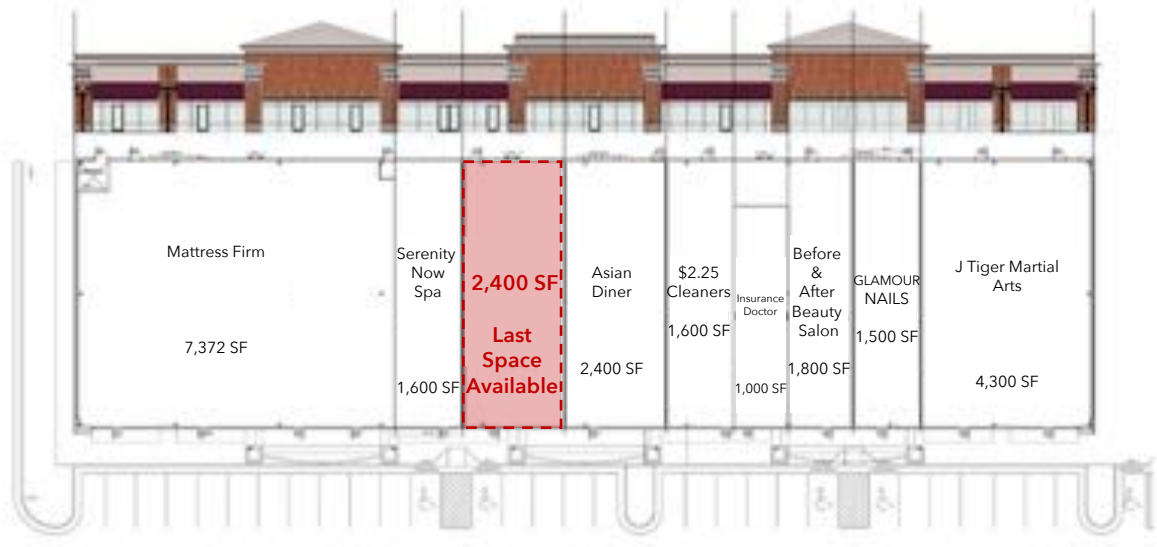 Mattress Firm
7,372 SF
Serenity
Now
Spa
1,600 SF
2,400 SF
Last
Space
Available
Asian
Diner
2,400 SF
$2.25
Cleaners
1,600 SF
Insurance
Doctor
1,000 SF
Before
&
After
Beauty
Salon
1,800 SF
GLAMOUR
NAILS
1,500 SF
J Tiger Martial
Arts
4,300 SF